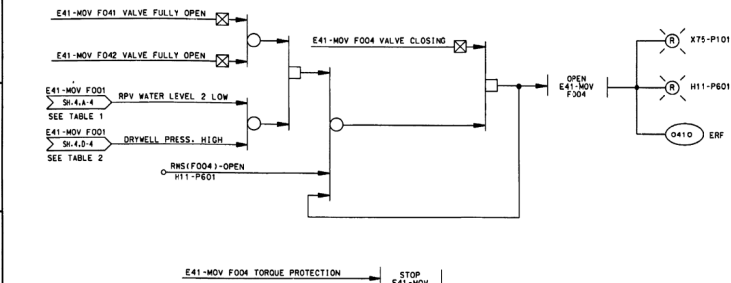 E41-MOV F041 VALVE FULLY OPEN
E41-MOV F042 VALVE FULLY OPEN
E41-MOV F004 VALVE CLOSING
E41-MOV F001
SH.4.A-4
RPV WATER LEVEL 2 LOW
SEE TABLE 1
E41-MOV F001
SH.4.D-4
DRYWELL PRESS. HIGH
SEE TABLE 2
RMS(F004)-OPEN
H11-P601
OPEN
E41-MOV
F004
R X75-P101
R H11-P601
0410 ERF
E41-MOV F004 TORQUE PROTECTION
STOP
E41-MOV